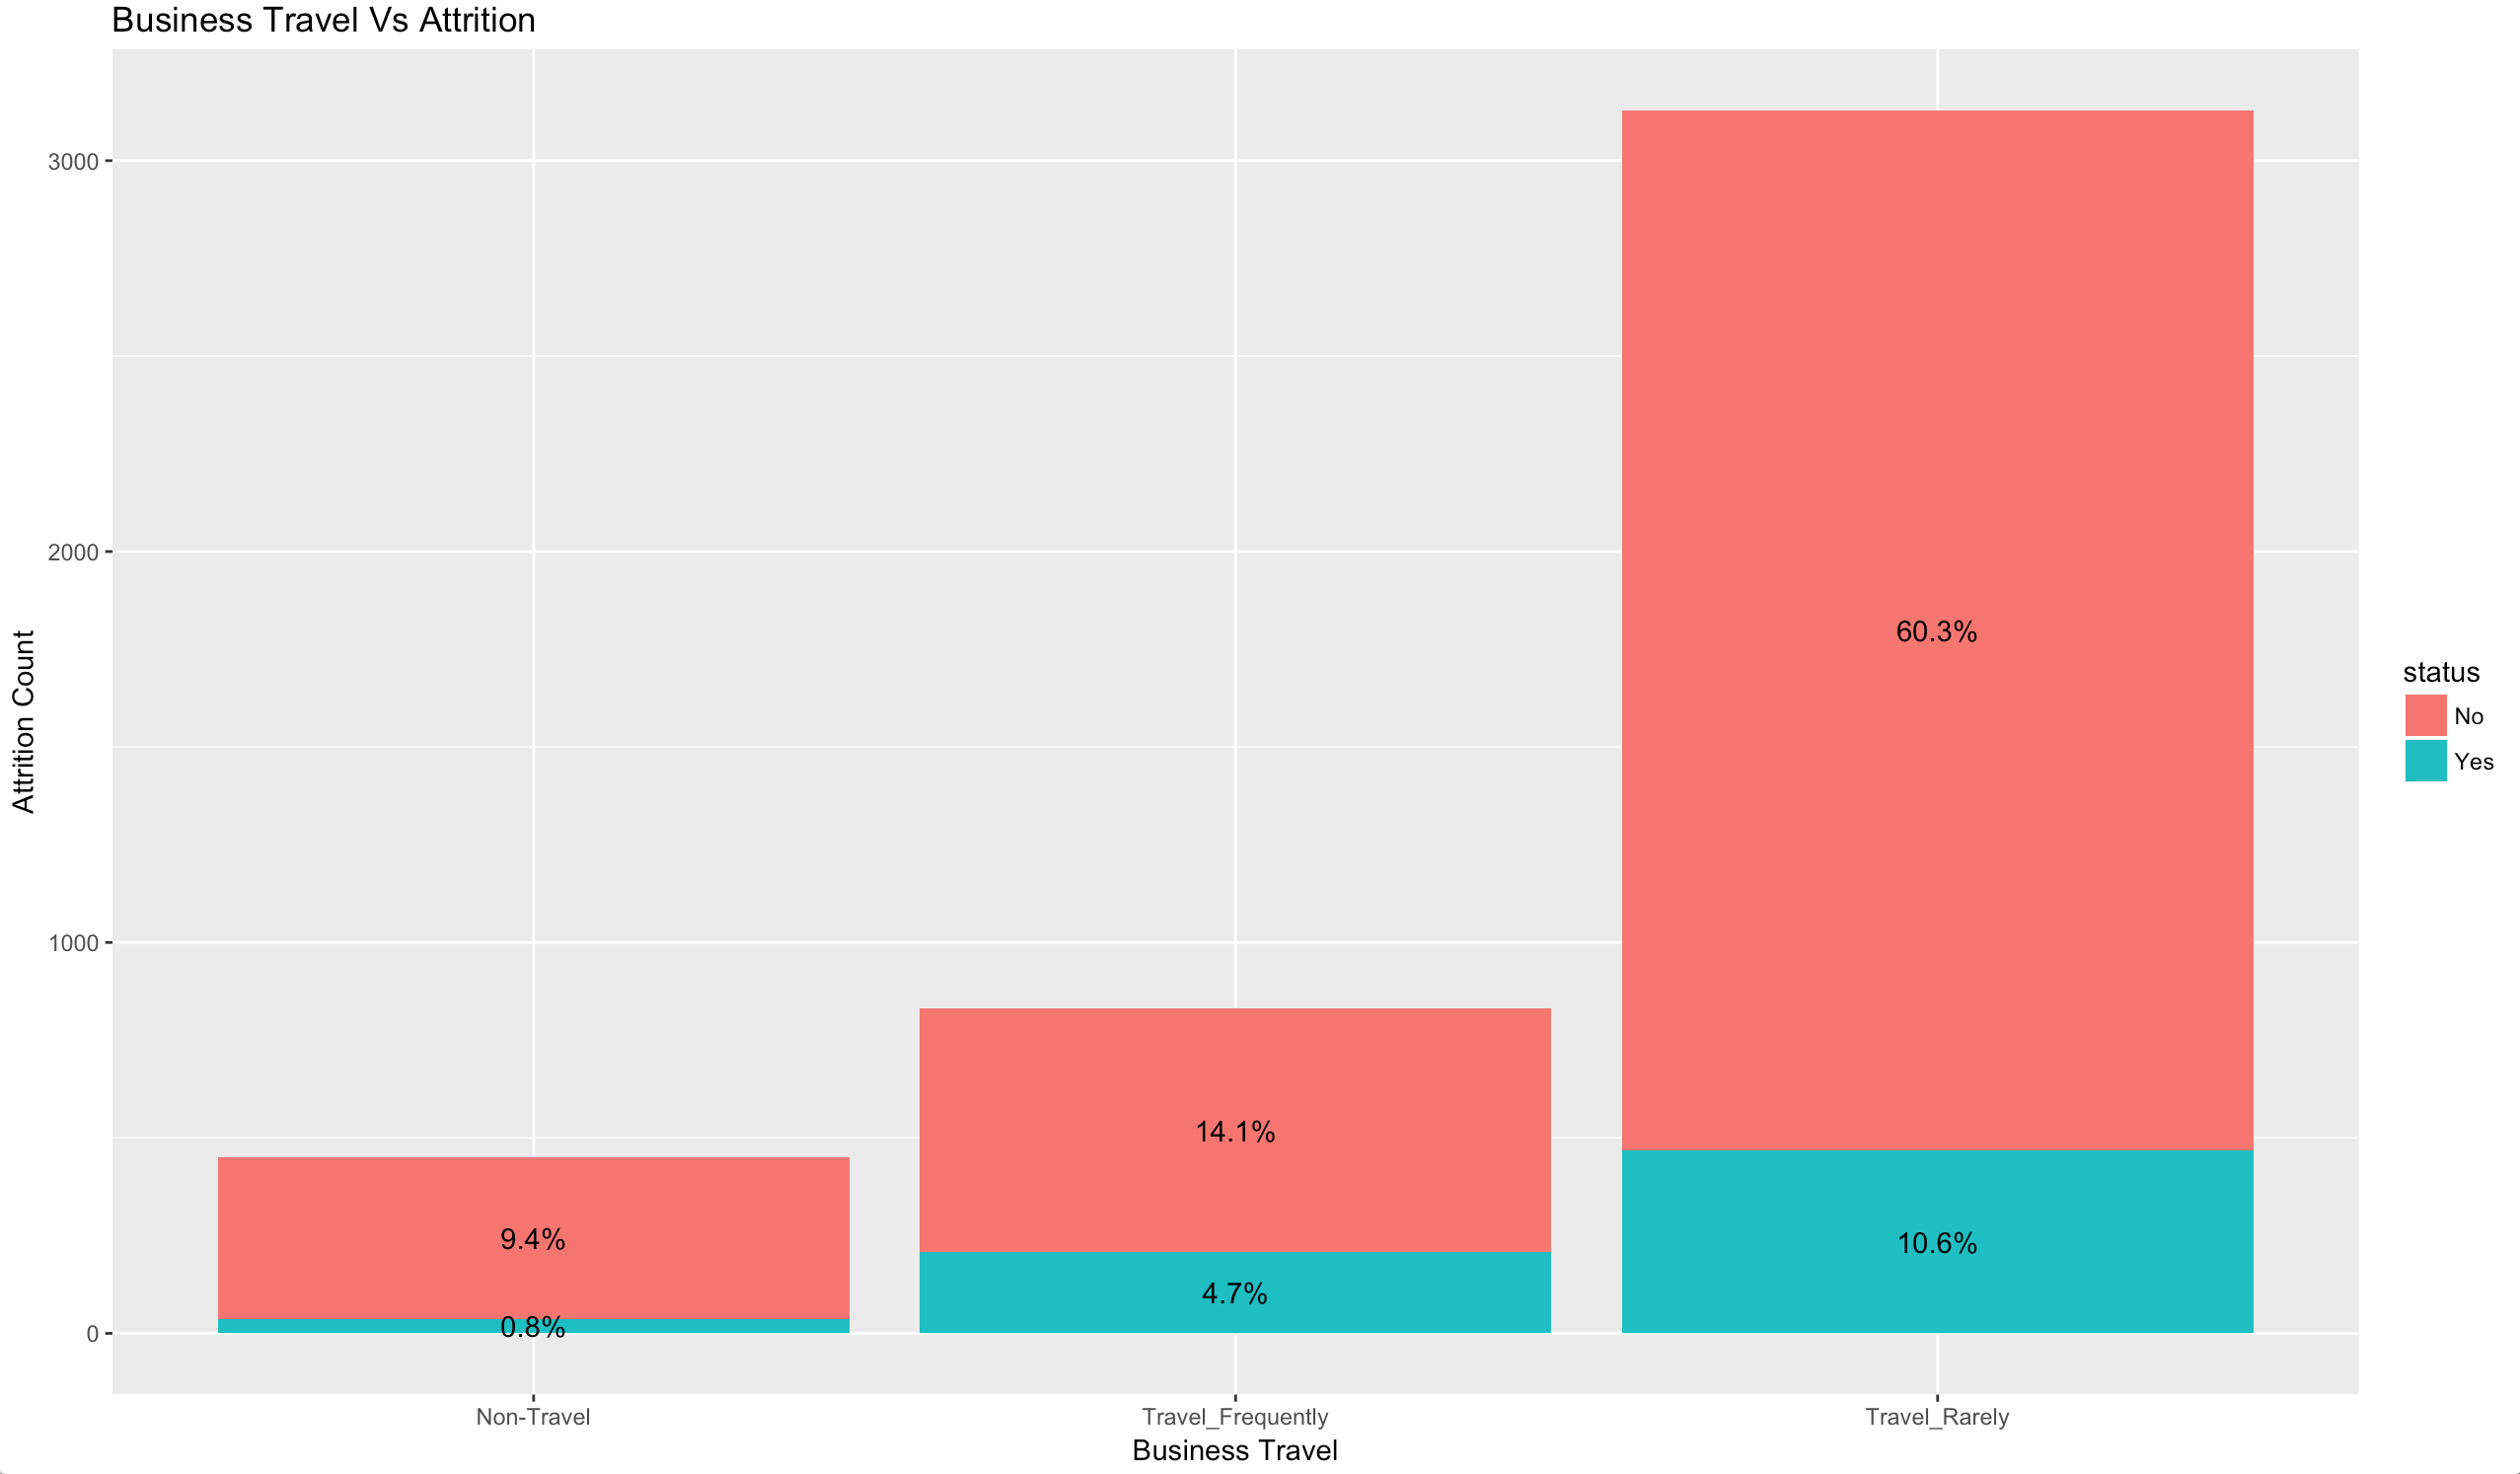 Business Travel Vs Attrition
3000
2000
1000
0
Attrition Count
60.3%
14.1%
9.4%
10.6%
4.7%
0.8%
Non-Travel
Travel_Frequently
Travel_Rarely
Business Travel
status
No
Yes